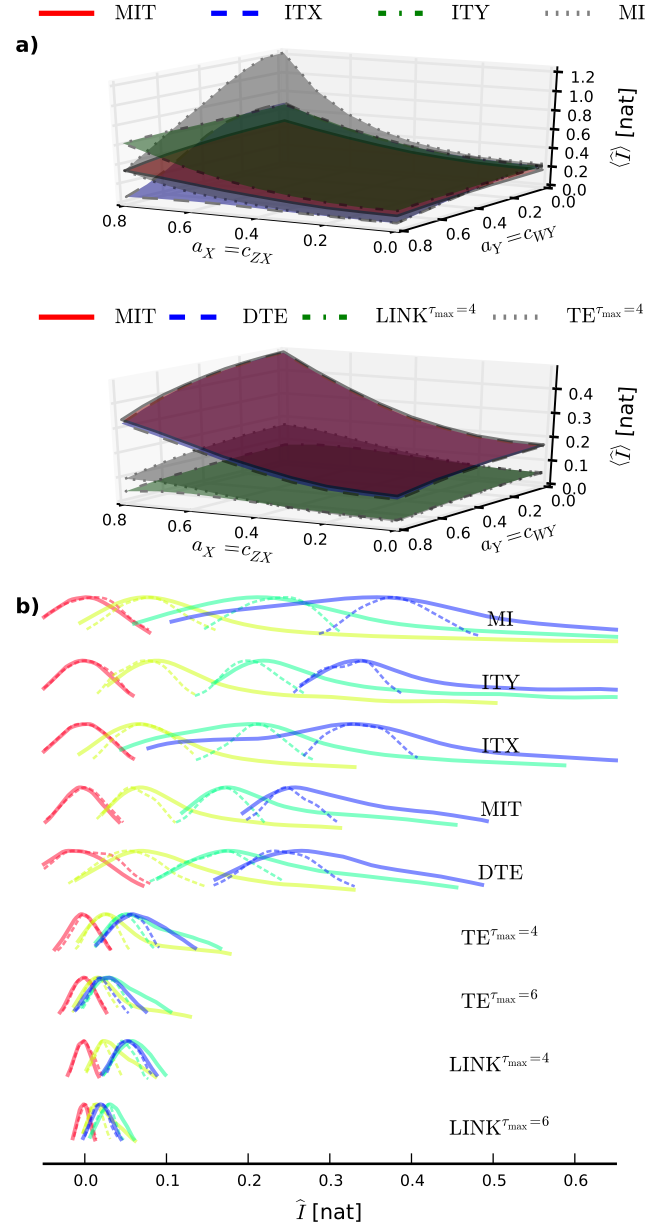 MIT ITX ITY MI
a)
1.2
1.0
0.8
0.6
0.4
0.2
0.0
⟨Î⟩ [nat]
0.8 0.6 0.4 0.2 0.0
a_X = c_ZX
0.8 0.6 0.4 0.2 0.0
a_Y = c_WY
MIT DTE LINK^τmax=4 TE^τmax=4
0.4
0.3
0.2
0.1
0.0
⟨Î⟩ [nat]
0.8 0.6 0.4 0.2 0.0
a_X = c_ZX
0.8 0.6 0.4 0.2 0.0
a_Y = c_WY
b)
MI
ITY
ITX
MIT
DTE
TE^τmax=4
TE^τmax=6
LINK^τmax=4
LINK^τmax=6
0.0 0.1 0.2 0.3 0.4 0.5 0.6
Î [nat]